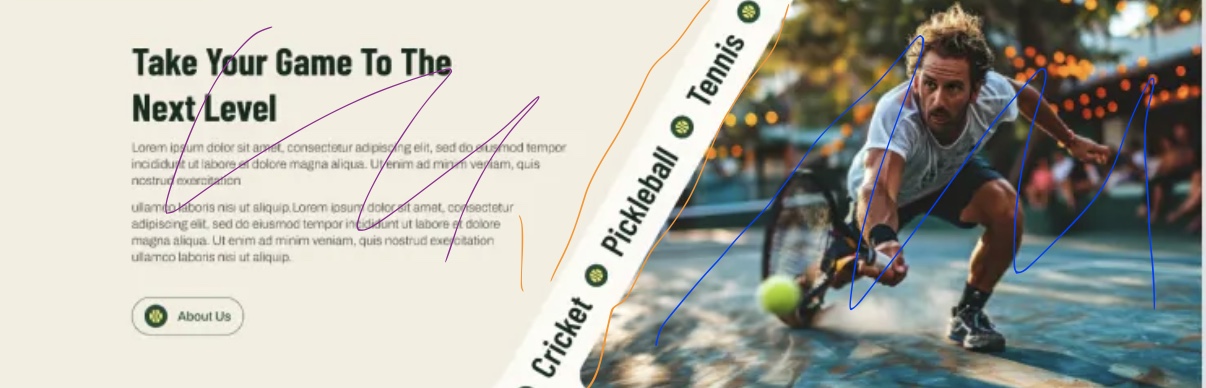 Take Your Game To The
Next Level
Lorem ipsum dolor sit amet, consectetur adipiscing elit, sed do eiusmod tempor
incididunt ut labore et dolore magna aliqua. Ut enim ad minim veniam, quis
nostrud exercitation
ullamco laboris nisi ut aliquip.Lorem ipsum dolor sit amet, consectetur
adipiscing elit, sed do eiusmod tempor incididunt ut labore et dolore
magna aliqua. Ut enim ad minim veniam, quis nostrud exercitation
ullamco laboris nisi ut aliquip.
About Us
Cricket Pickleball Tennis